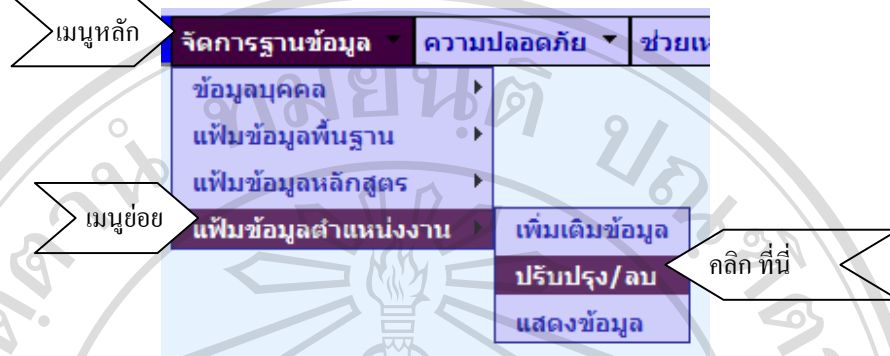 เมนูหลัก
จัดการฐานข้อมูล ความปลอดภัย ช่วยเห
ข้อมูลบุคคล
แฟ้มข้อมูลพื้นฐาน
แฟ้มข้อมูลหลักสูตร
เมนูย่อย
แฟ้มข้อมูลตำแหน่งงาน เพิ่มเติมข้อมูล
ปรับปรุง/ลบ คลิก ที่นี่
แสดงข้อมูล